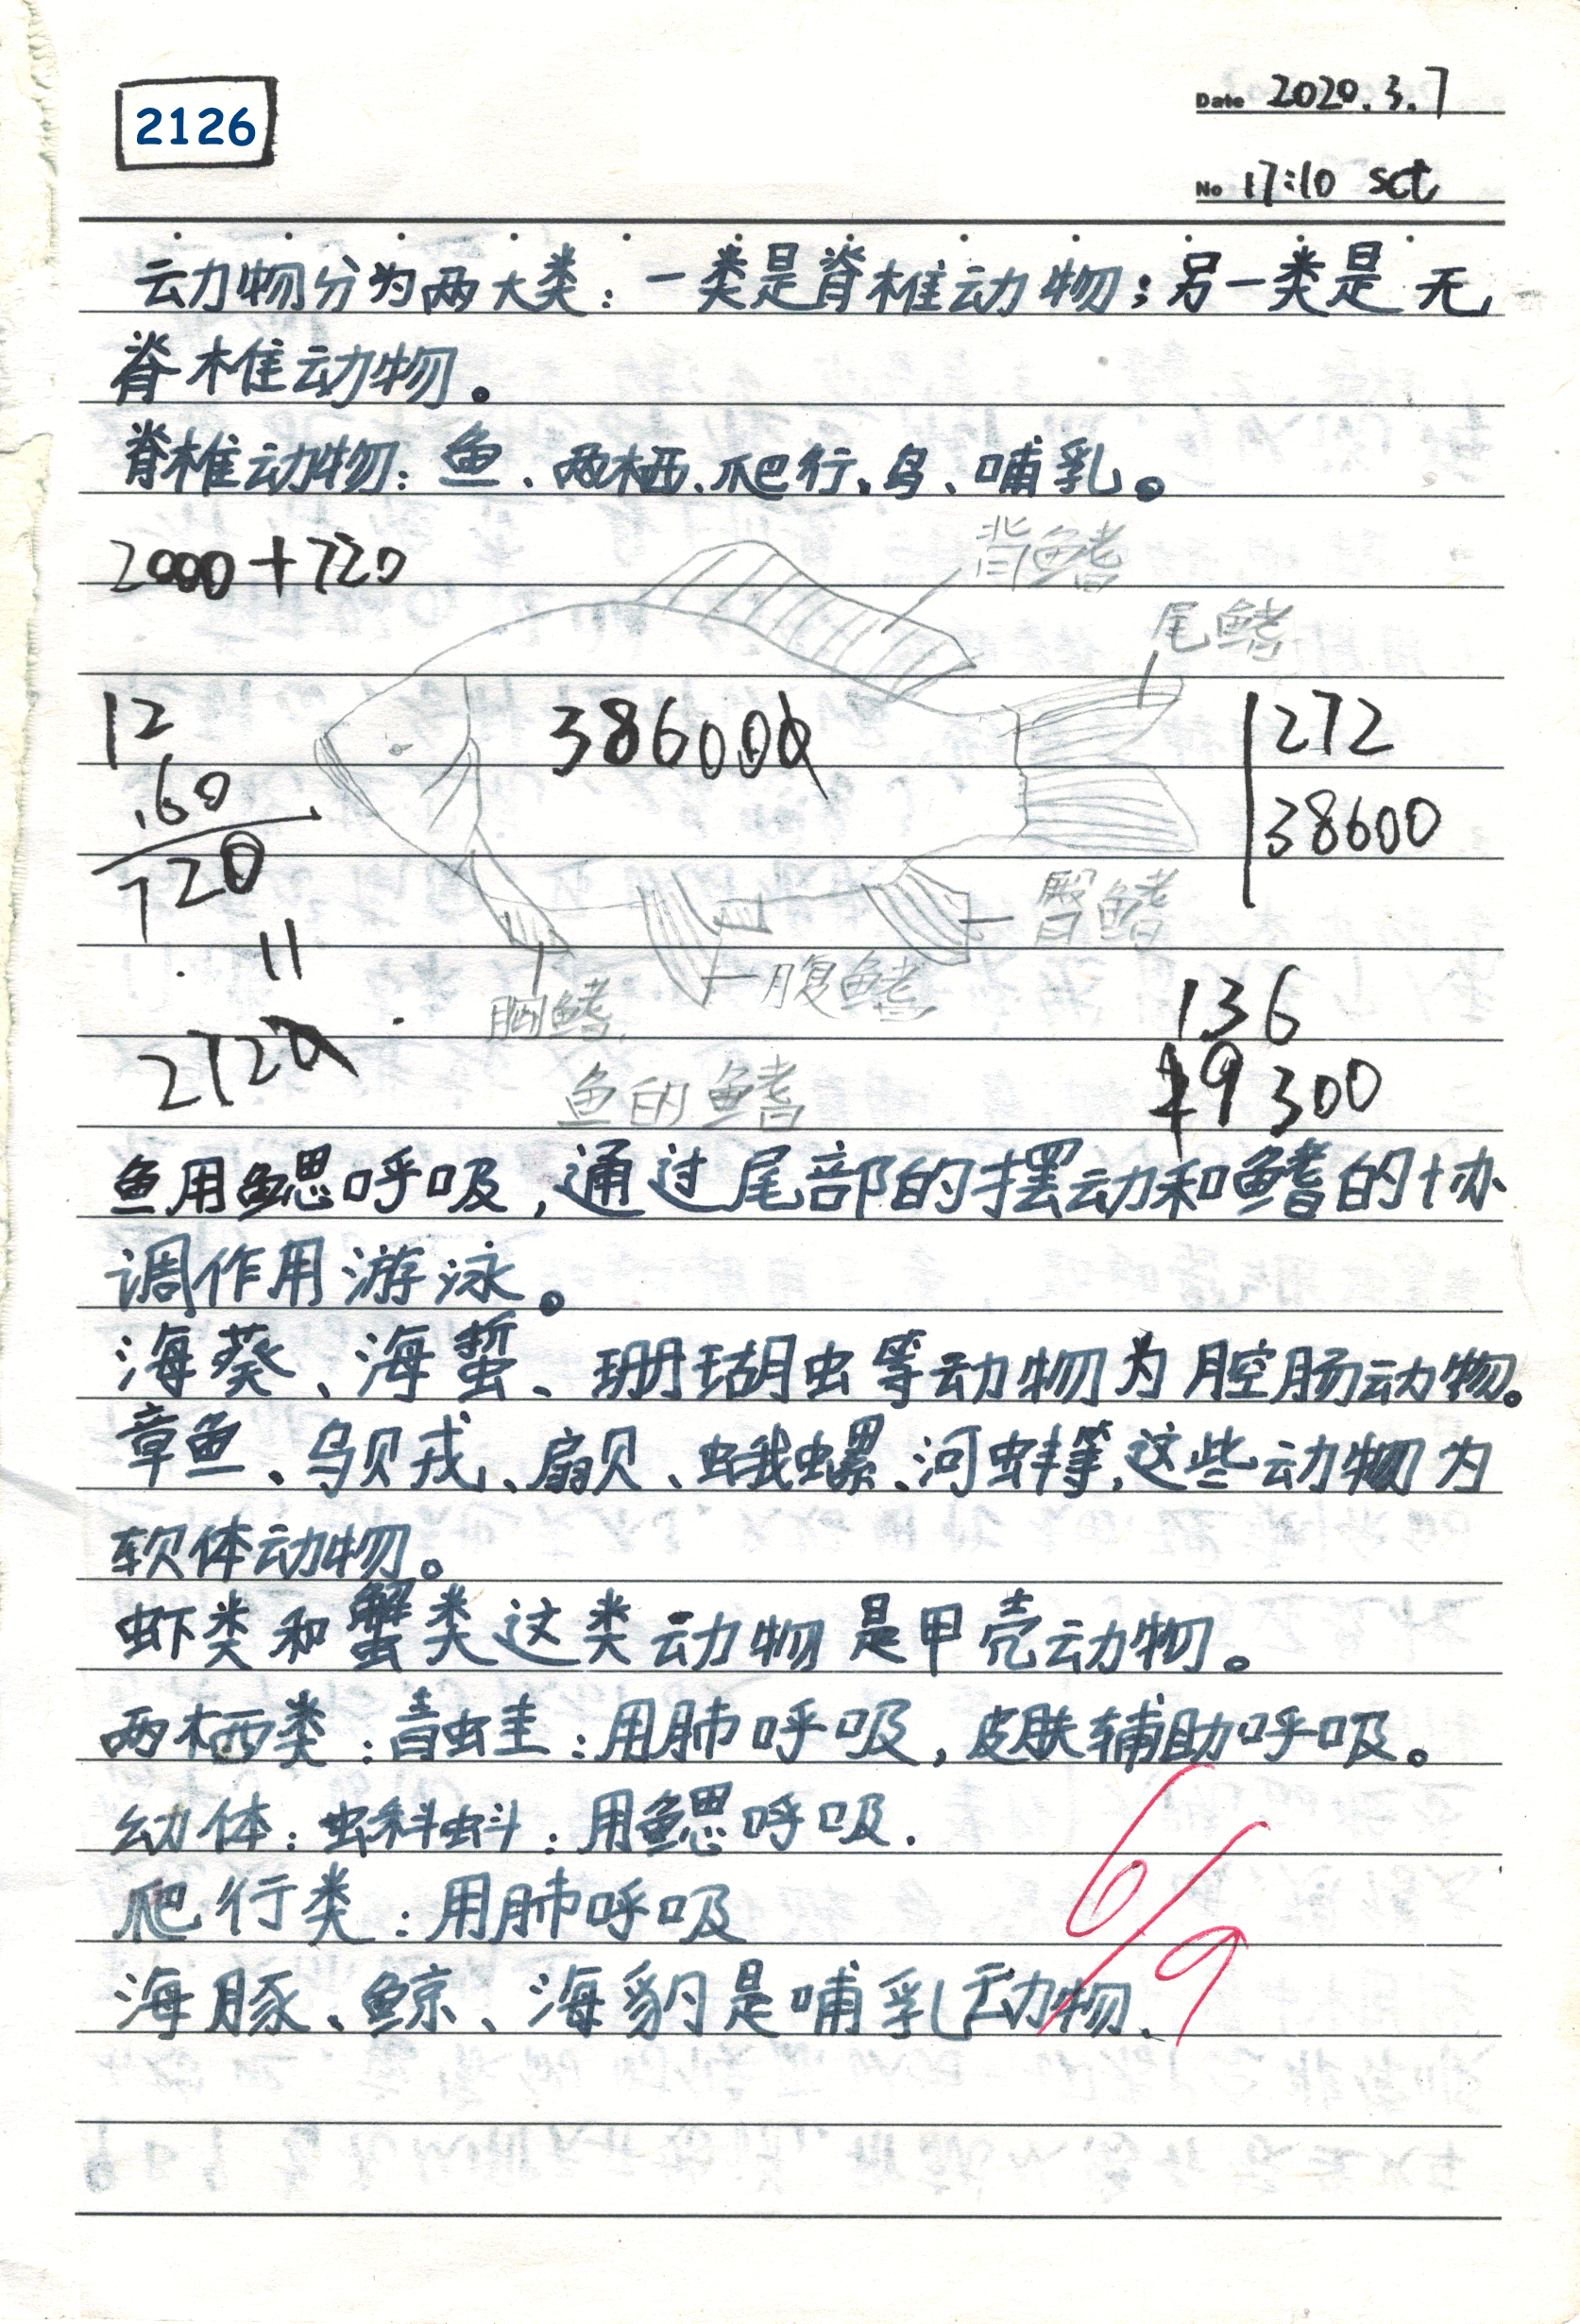 2126
Date 2020.3.7
No 17:10 sat
动物分为两大类：一类是脊椎动物；另一类是无
脊椎动物。
脊椎动物：鱼、两栖、爬行、鸟、哺乳。
2000+720
背鳍
尾鳍
12
60
720
11
2720
386000
272
38600
臀鳍
腹鳍
胸鳍
136
19300
鱼的鳍
鱼用鳃呼吸，通过尾部的摆动和鳍的协
调作用游泳。
海葵、海蜇、珊瑚虫等动物为腔肠动物。
章鱼、乌贼、扇贝、蛾螺、河蚌等，这些动物为
软体动物。
虾类和蟹类这类动物是甲壳动物。
两栖类：青蛙：用肺呼吸，皮肤辅助呼吸。
幼体：蝌蚪：用鳃呼吸.
爬行类：用肺呼吸
海豚、鲸、海豹是哺乳动物、
6/9